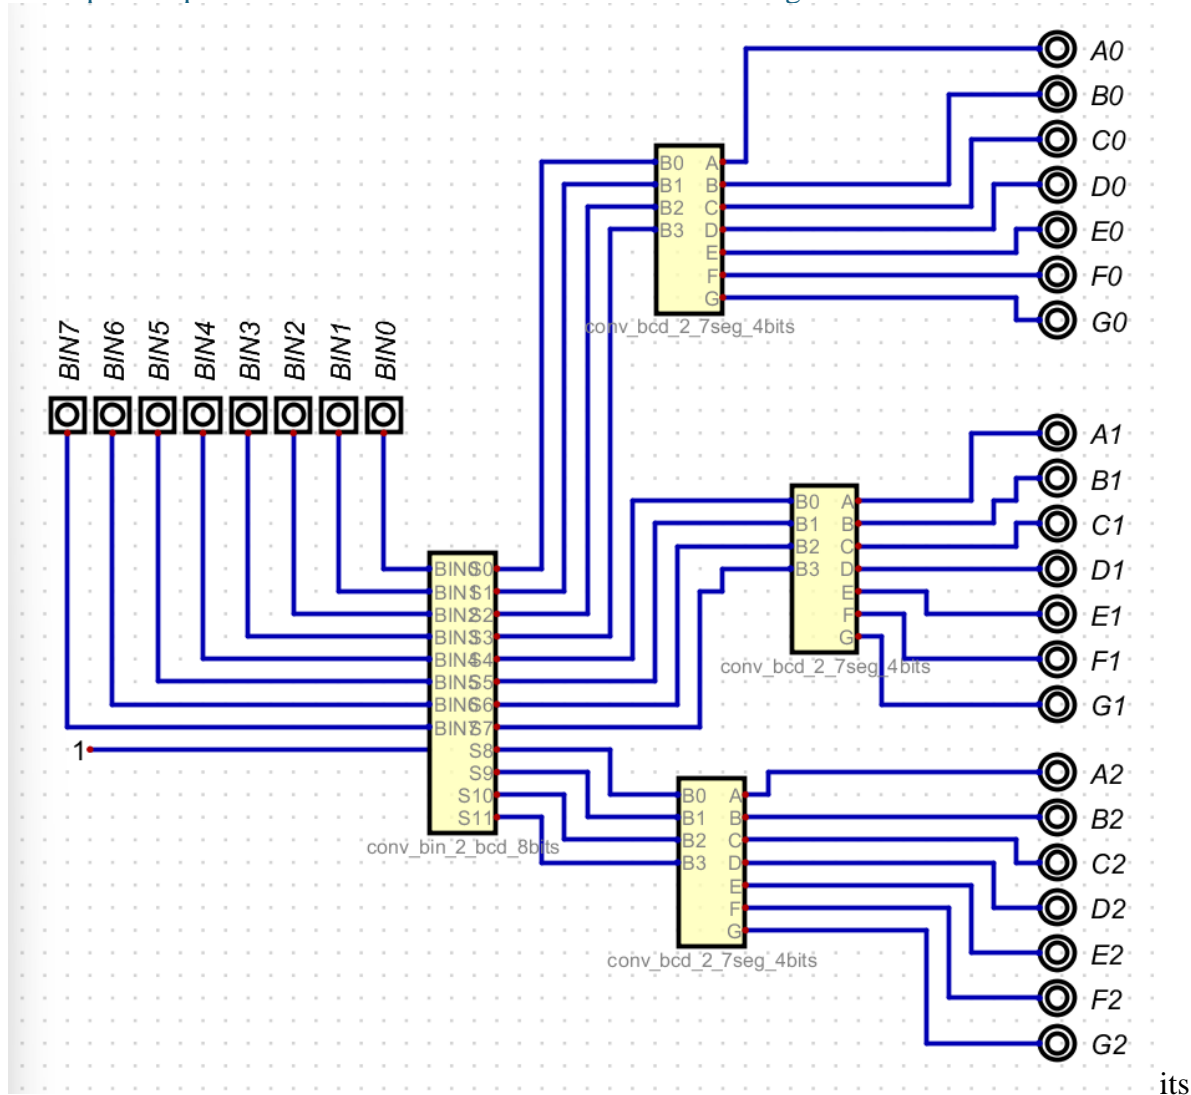 A0
B0
C0
D0
E0
F0
G0
B0 A
B1 B
B2 C
B3 D
E
F
G
conv_bcd_2_7seg_4bits
BIN7 BIN6 BIN5 BIN4 BIN3 BIN2 BIN1 BIN0
A1
B1
C1
D1
E1
F1
G1
B0 A
B1 B
B2 C
B3 D
E
F
G
conv_bcd_2_7seg_4bits
BIN0 S0
BIN1 S1
BIN2 S2
BIN3 S3
BIN4 S4
BIN5 S5
BIN6 S6
BIN7 S7
1 S8
S9
S10
S11
conv_bin_2_bcd_8bits
A2
B2
C2
D2
E2
F2
G2
B0 A
B1 B
B2 C
B3 D
E
F
G
conv_bcd_2_7seg_4bits
its